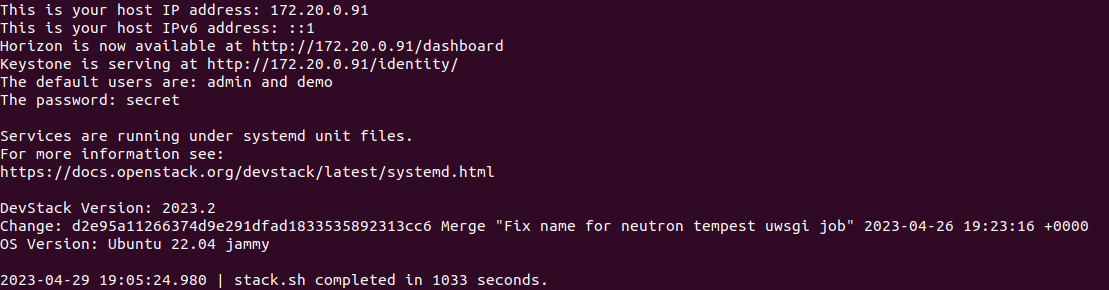 This is your host IP address: 172.20.0.91
This is your host IPv6 address: ::1
Horizon is now available at http://172.20.0.91/dashboard
Keystone is serving at http://172.20.0.91/identity/
The default users are: admin and demo
The password: secret
Services are running under systemd unit files.
For more information see:
https://docs.openstack.org/devstack/latest/systemd.html
DevStack Version: 2023.2
Change: d2e95a11266374d9e291dfad1833535892313cc6 Merge "Fix name for neutron tempest uwsgi job" 2023-04-26 19:23:16 +0000
OS Version: Ubuntu 22.04 jammy
2023-04-29 19:05:24.980 | stack.sh completed in 1033 seconds.